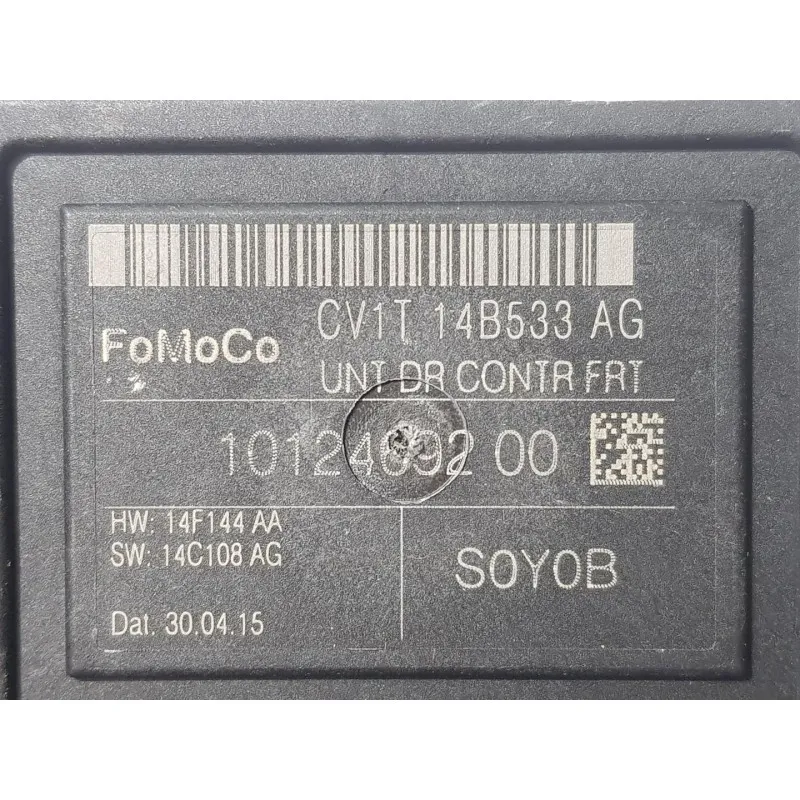 CV1T 14B533 AG
FoMoCo
UNT DR CONTR FRT
10124692 00
HW: 14F144 AA
SW: 14C108 AG
S0Y0B
Dat. 30.04.15